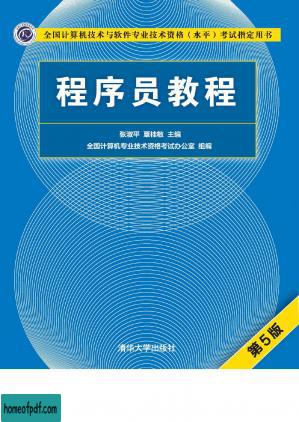 全国计算机技术与软件专业技术资格（水平）考试指定用书
程序员教程
张淑平 覃桂敏 主编
全国计算机专业技术资格考试办公室 组编
第5版
清华大学出版社
homeofpdf.com